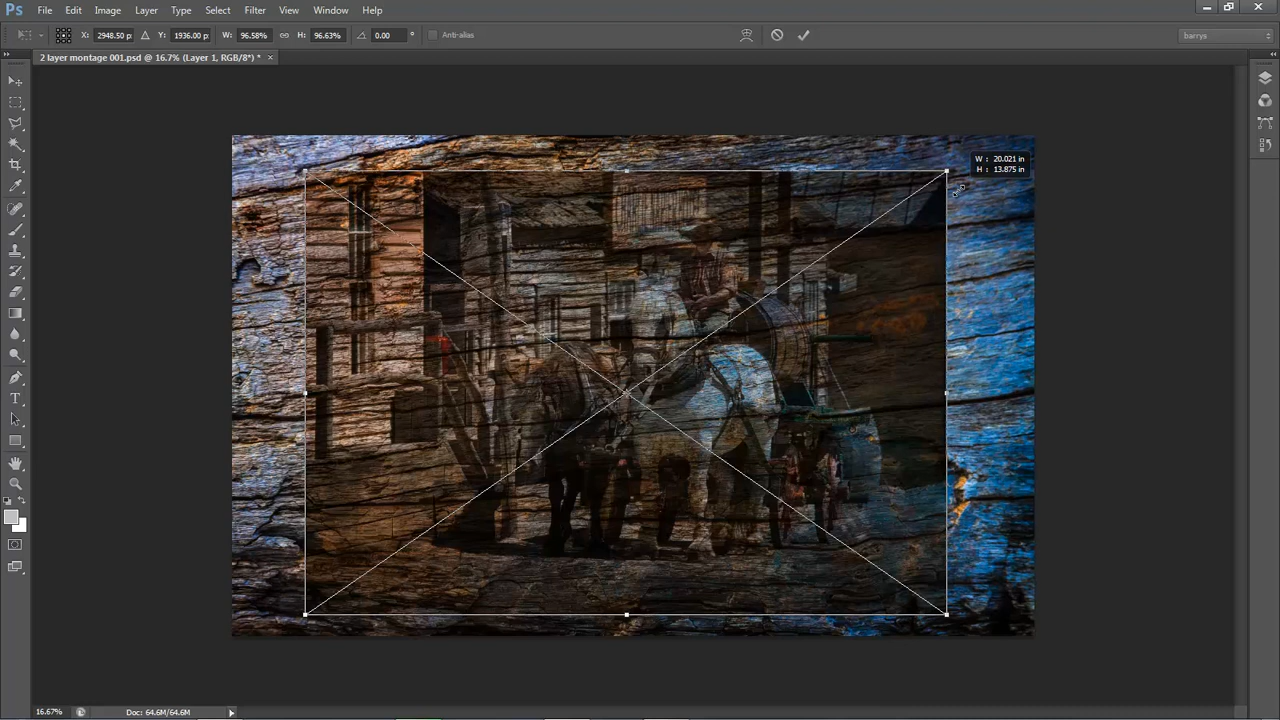 Ps File Edit Image Layer Type Select Filter View Window Help
X: 2948.50 p Y: 1936.00 p W: 96.58% H: 96.63% 0.00 ° Anti-alias barrys
2 layer montage 001.psd @ 16.7% (Layer 1, RGB/8*) * ×
W : 20.021 in
H : 13.875 in
T
16.67% Doc: 64.6M/64.6M